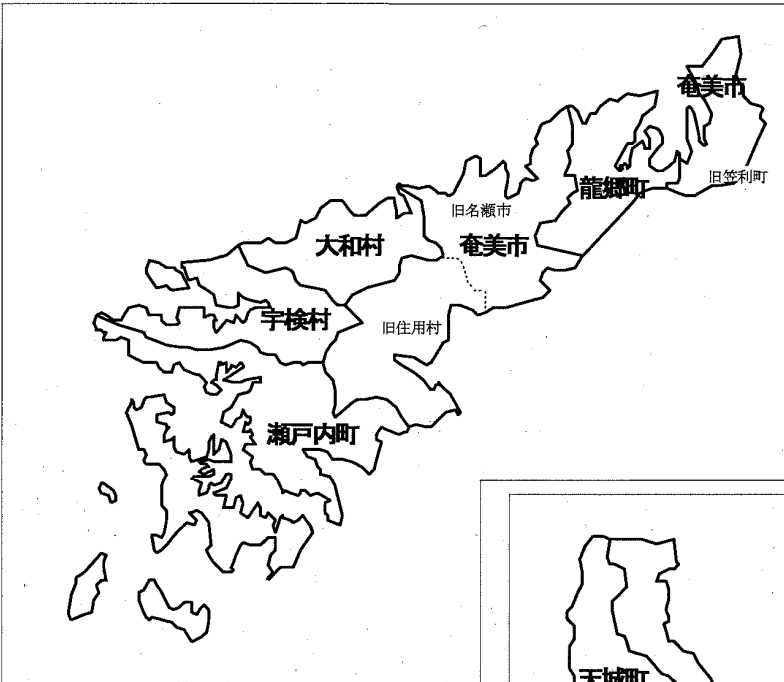 奄美市
旧笠利町
龍郷町
旧名瀬市
奄美市
大和村
宇検村
旧住用村
瀬戸内町
天城町